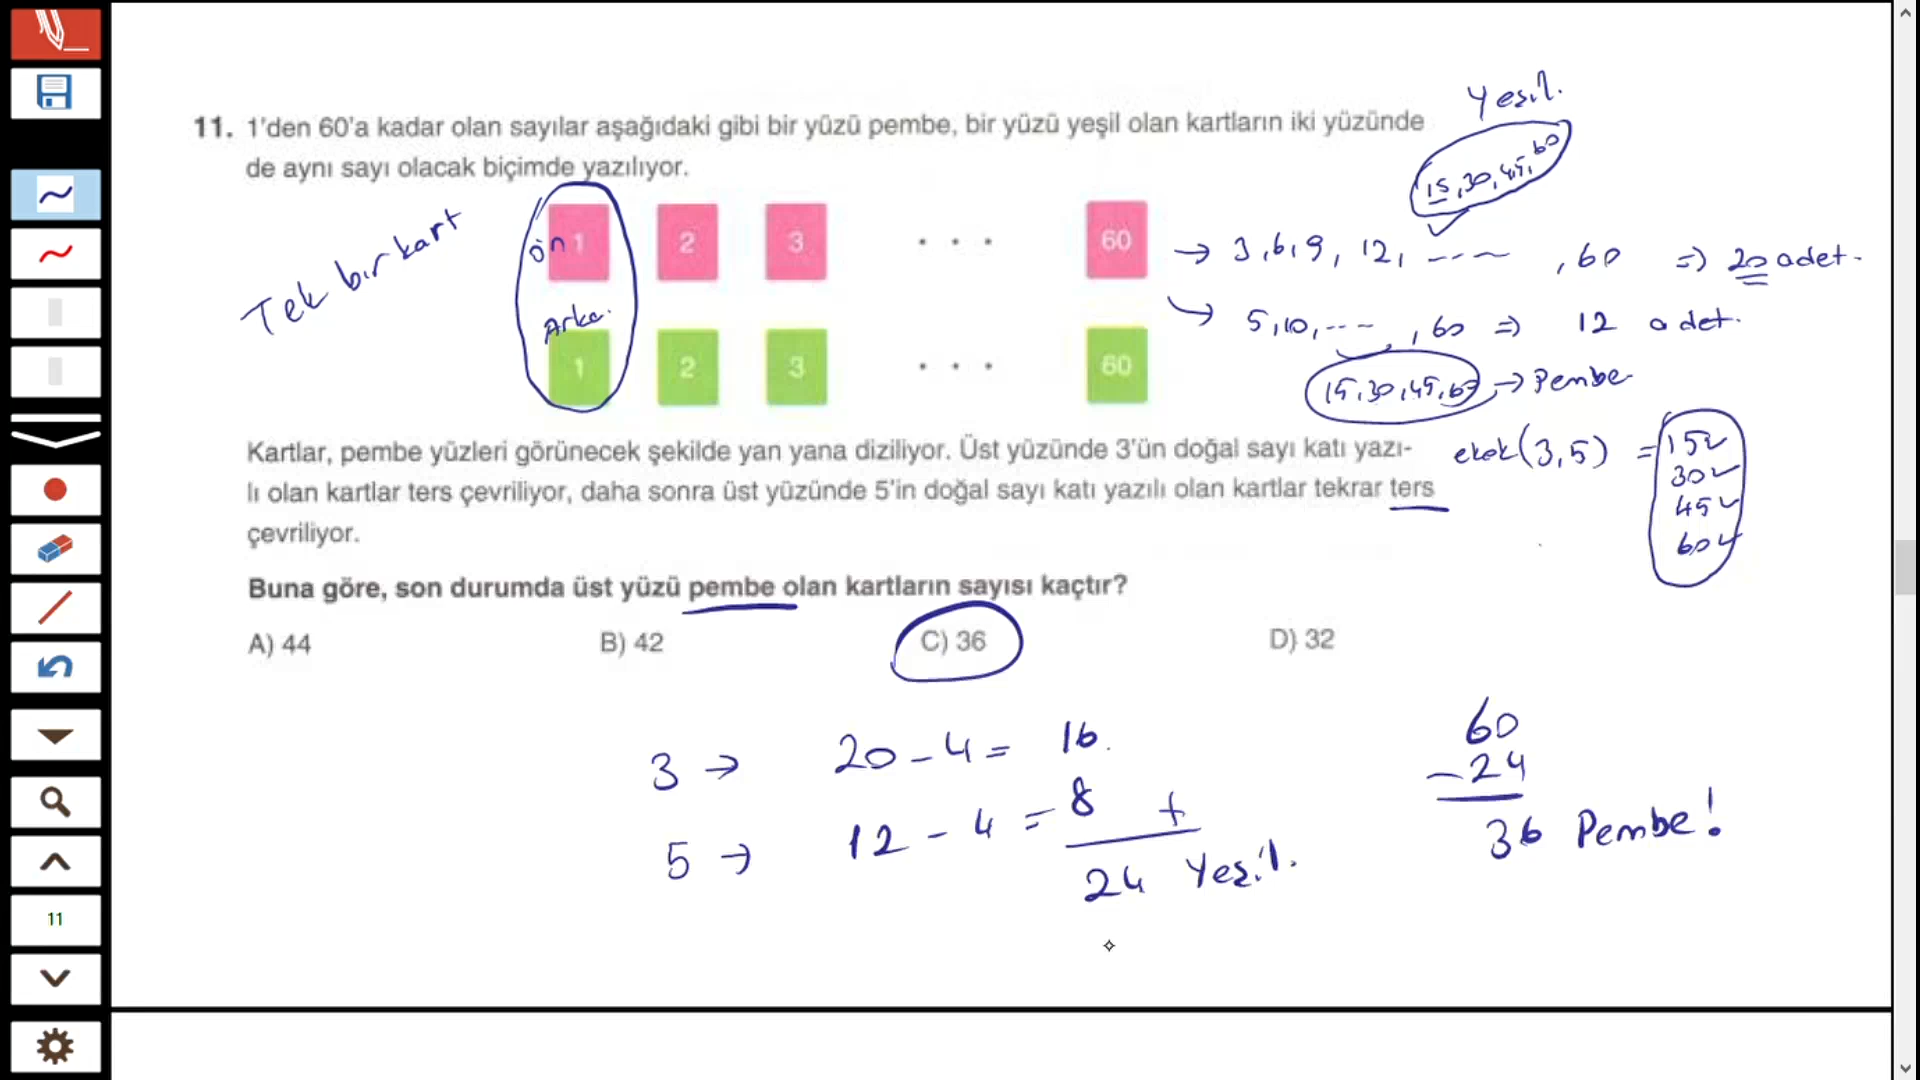 Yeşil.
11. 1'den 60'a kadar olan sayılar aşağıdaki gibi bir yüzü pembe, bir yüzü yeşil olan kartların iki yüzünde
de aynı sayı olacak biçimde yazılıyor.
15, 30, 45, 60
Tek bir kart
ön 1 2 3 . . . 60
→ 3, 6, 9, 12, ---- , 60 ⇒ 20 adet.
Arka.
→ 5, 10, --- , 60 ⇒ 12 adet.
1 2 3 . . . 60
15, 30, 45, 60 → Pembe
Kartlar, pembe yüzleri görünecek şekilde yan yana diziliyor. Üst yüzünde 3'ün doğal sayı katı yazı-
lı olan kartlar ters çevriliyor, daha sonra üst yüzünde 5'in doğal sayı katı yazılı olan kartlar tekrar ters
çevriliyor.
ekok(3,5) = 15 ✓
30 ✓
45 ✓
60 ✓
Buna göre, son durumda üst yüzü pembe olan kartların sayısı kaçtır?
A) 44 B) 42 C) 36 D) 32
3 → 20 - 4 = 16.
5 → 12 - 4 = 8 +
24 Yeşil.
60
- 24
36 Pembe!
11